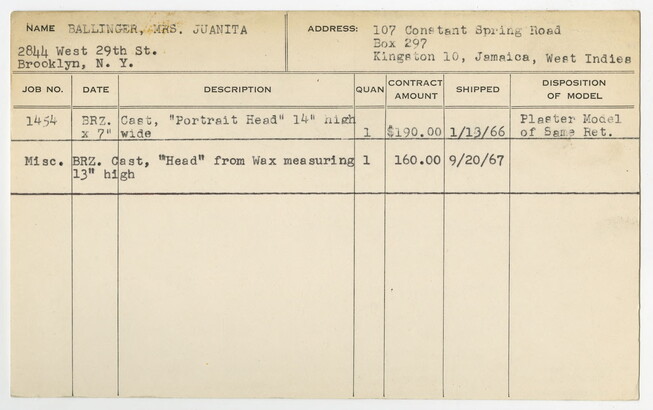 NAME BALLINGER, MRS. JUANITA
2844 West 29th St.
Brooklyn, N. Y.
ADDRESS: 107 Constant Spring Road
Box 297
Kingston 10, Jamaica, West Indies
JOB NO. DATE DESCRIPTION QUAN CONTRACT AMOUNT SHIPPED DISPOSITION OF MODEL
1454 BRZ. Cast, "Portrait Head" 14" high Plaster Model
x 7" wide 1 $190.00 1/13/66 of Same Ret.
Misc. BRZ. Cast, "Head" from Wax measuring 1 160.00 9/20/67
13" high